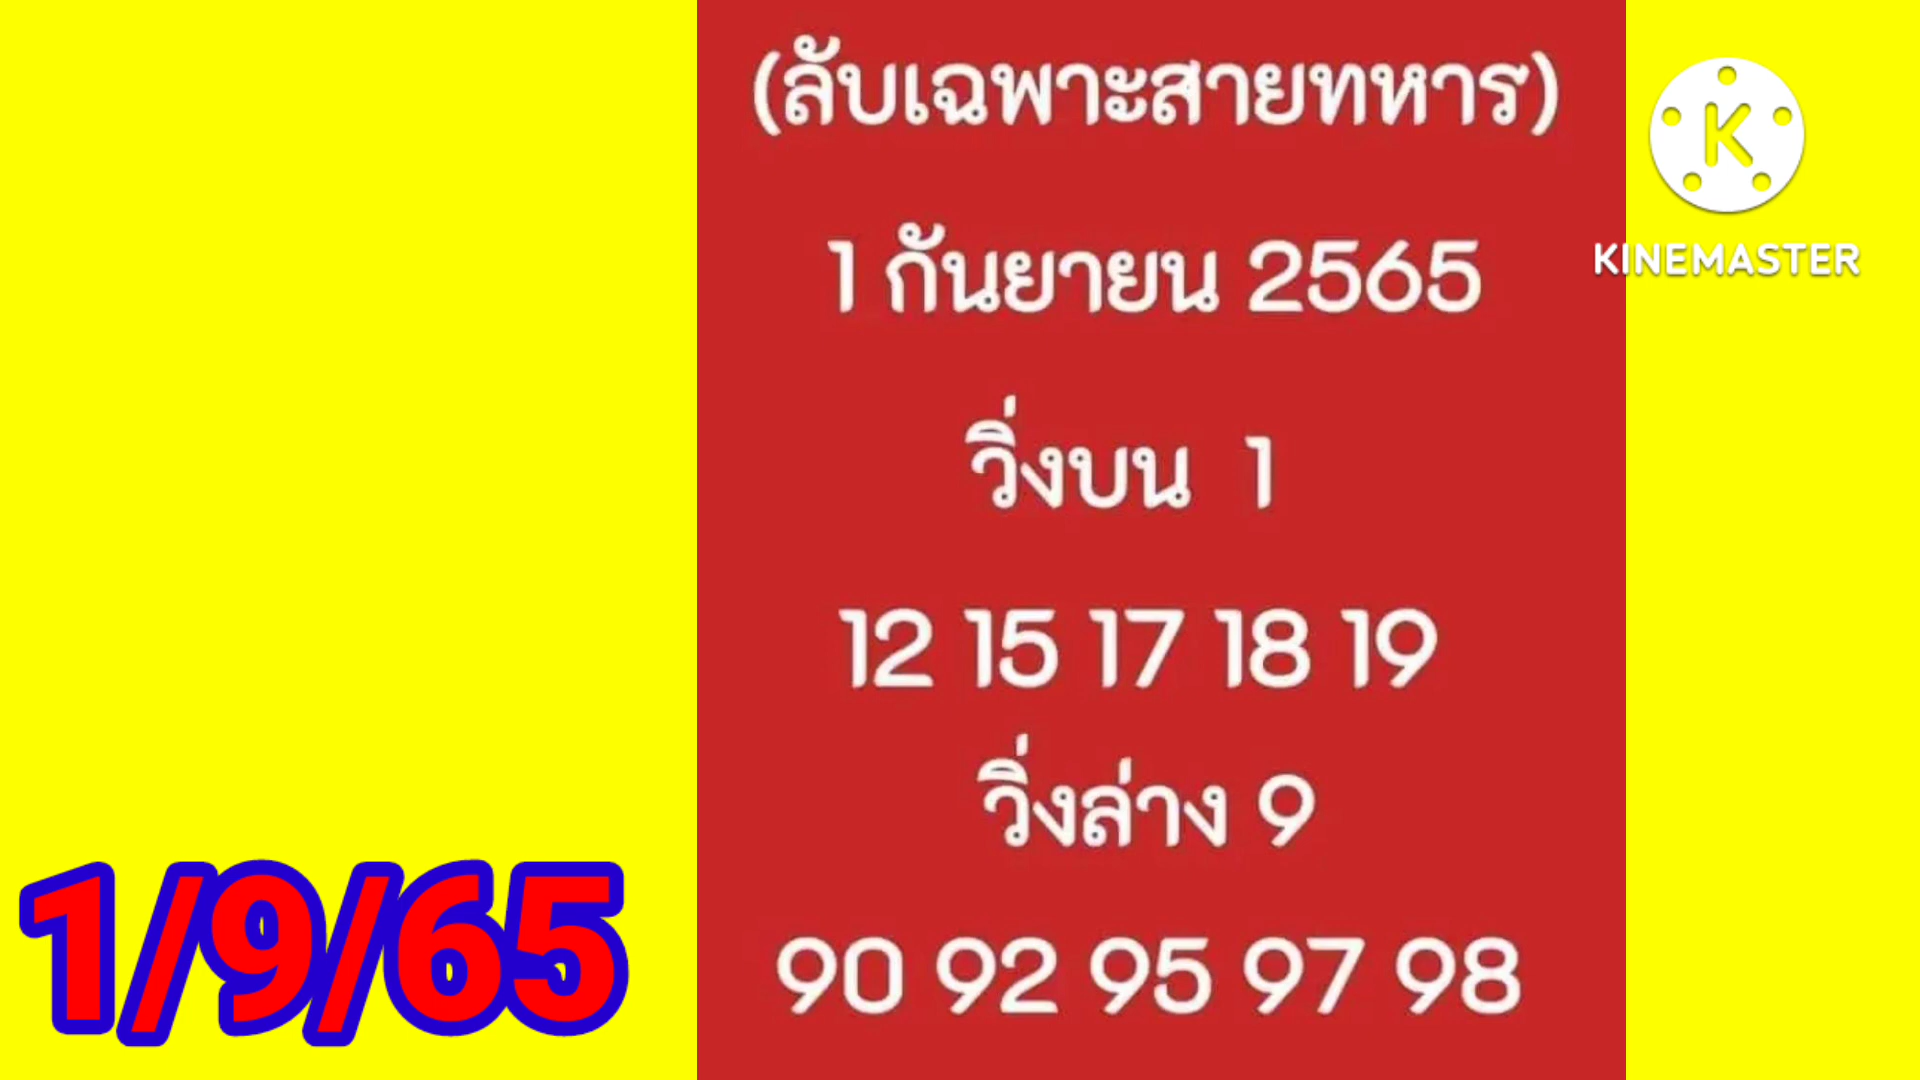 (ลับเฉพาะสายทหาร)
1 กันยายน 2565
วิ่งบน 1
12 15 17 18 19
วิ่งล่าง 9
90 92 95 97 98
1/9/65
K
KINEMASTER